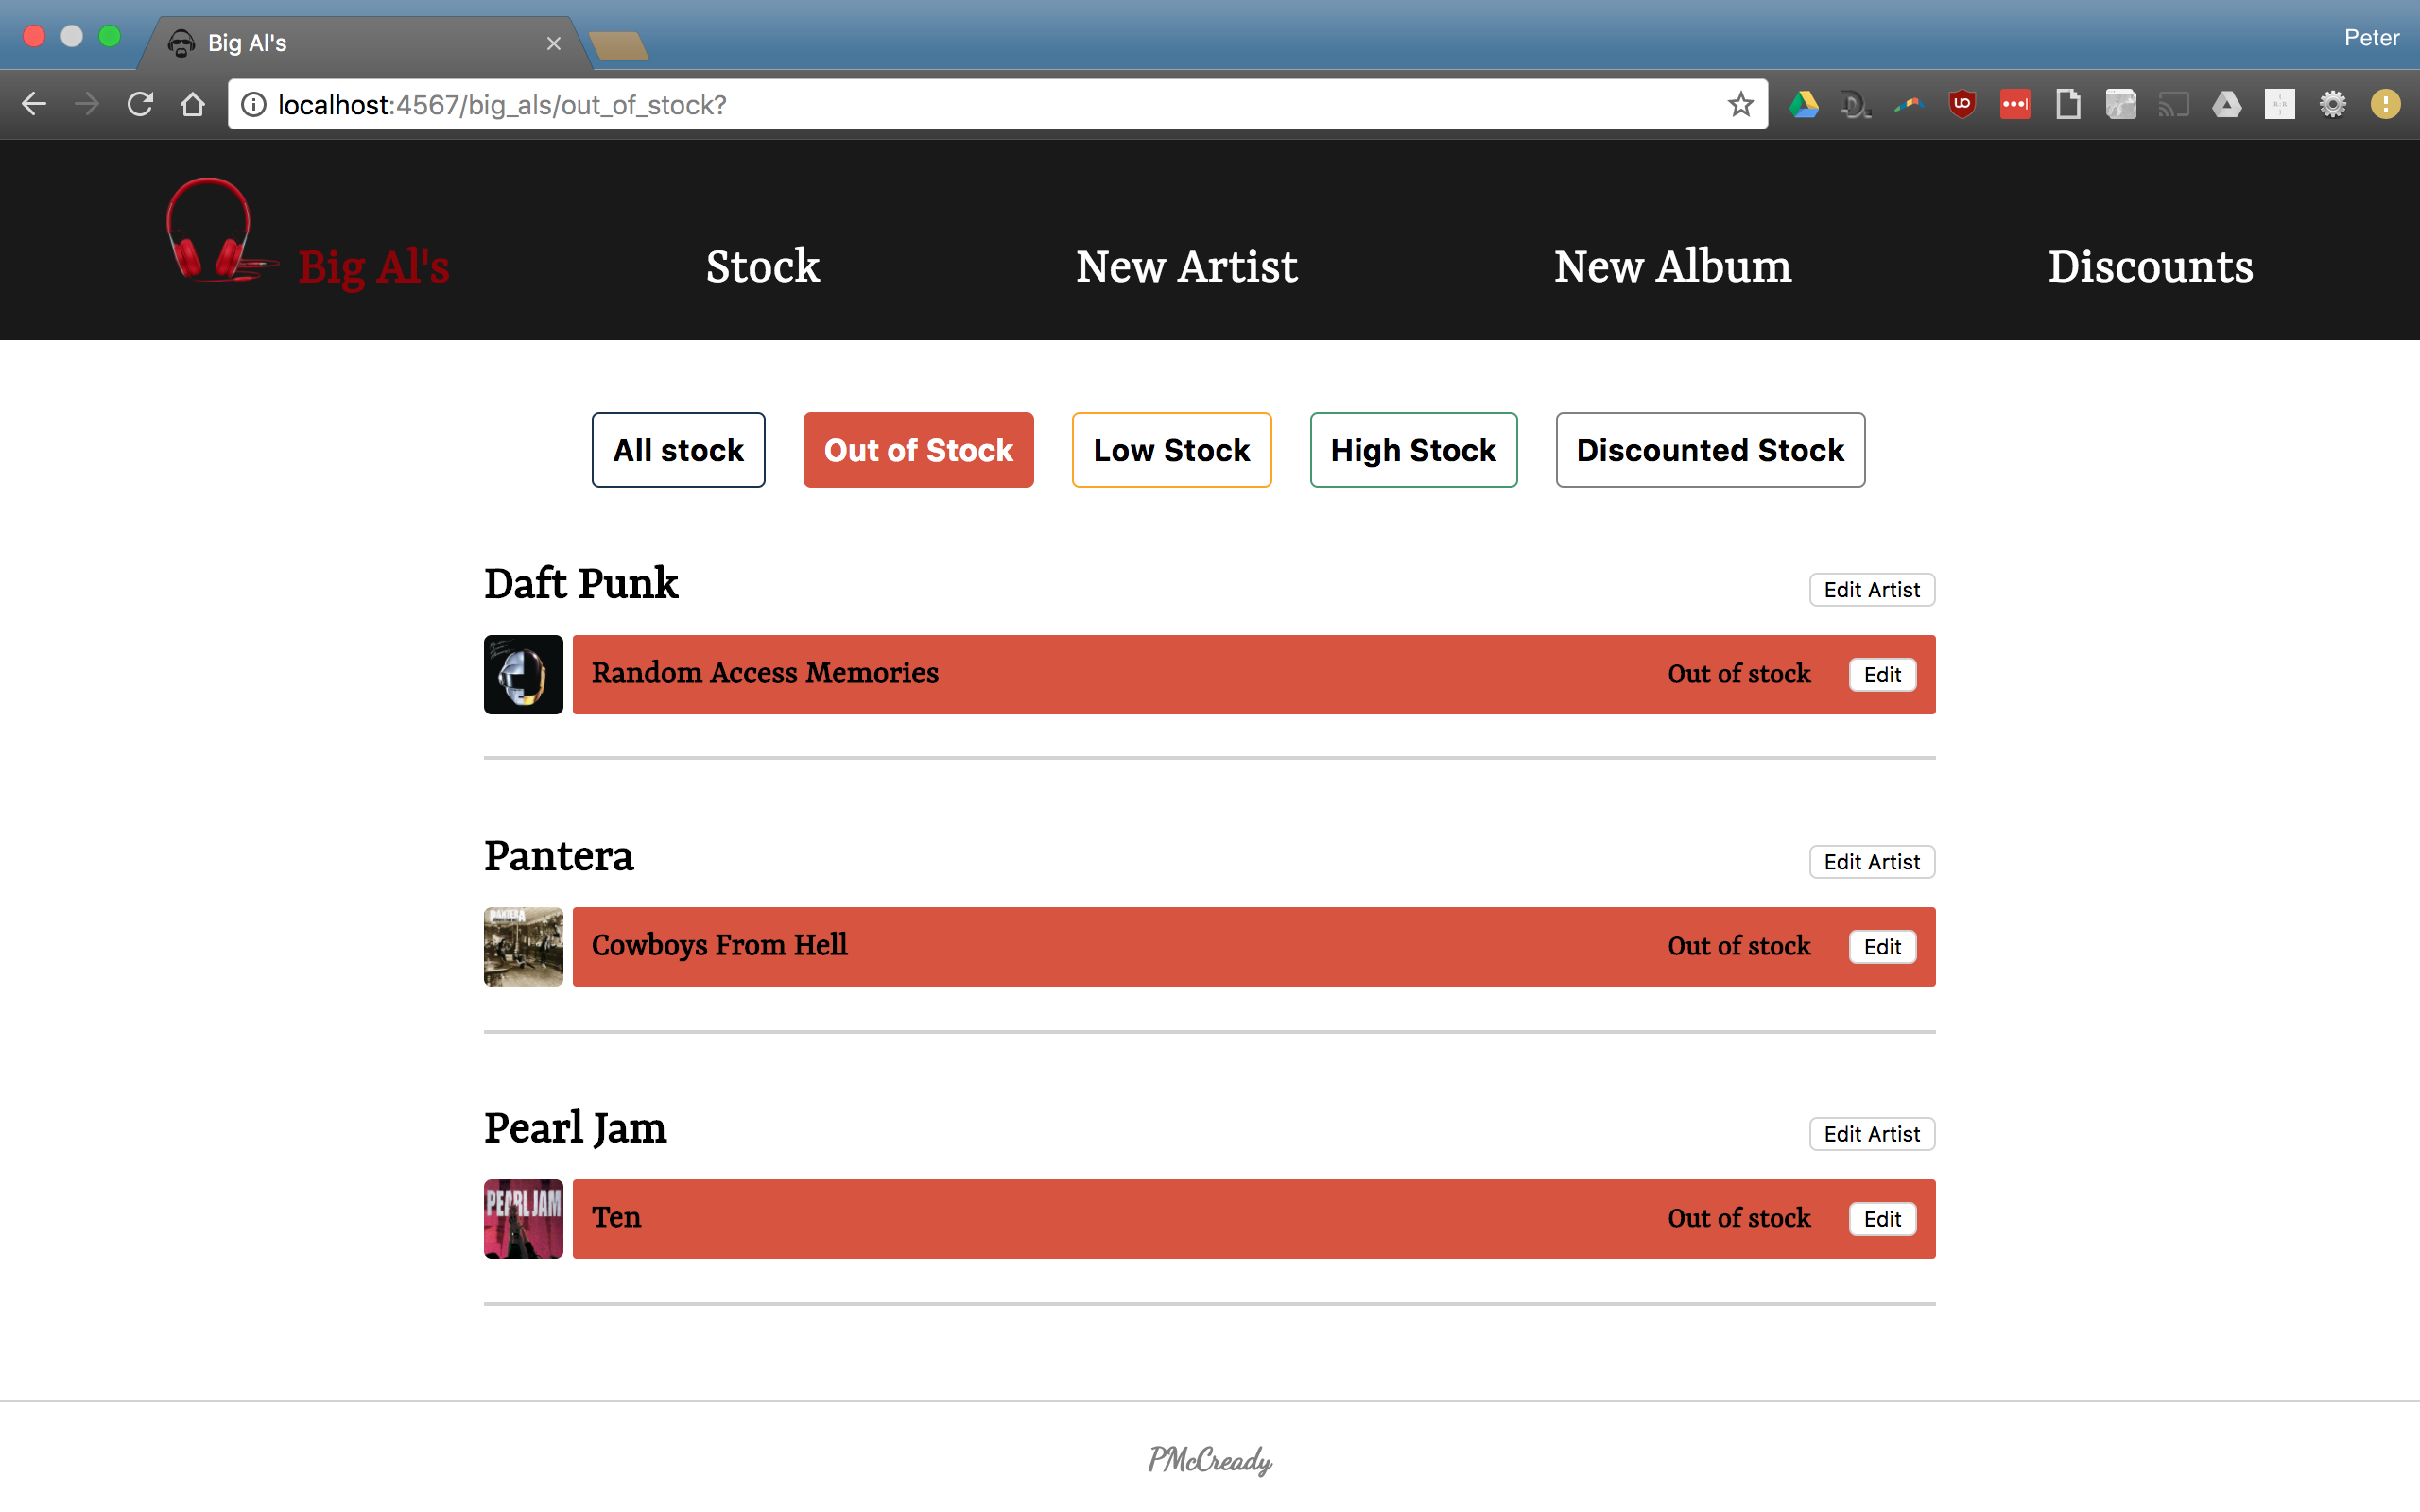 Big Al's
Peter
localhost:4567/big_als/out_of_stock?
Big Al's
Stock
New Artist
New Album
Discounts
All stock
Out of Stock
Low Stock
High Stock
Discounted Stock
Daft Punk
Edit Artist
Random Access Memories
Out of stock
Edit
Pantera
Edit Artist
PANTERA
Cowboys From Hell
Out of stock
Edit
Pearl Jam
Edit Artist
PEARL JAM
Ten
Out of stock
Edit
PMcCready